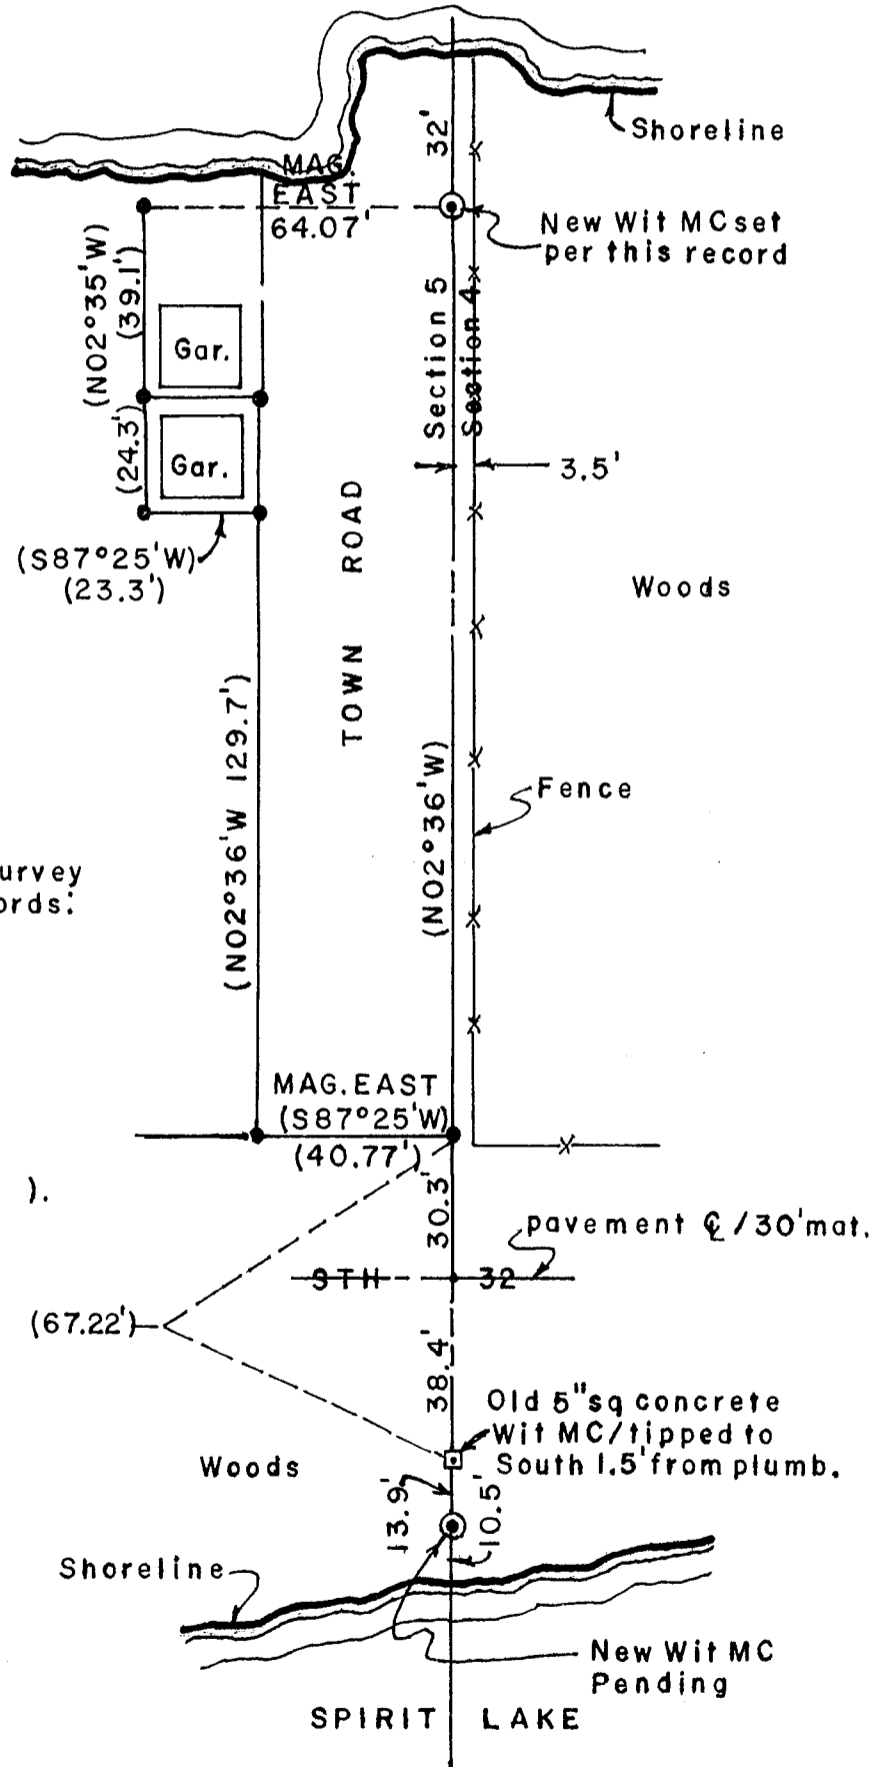 Shoreline
32'
MAG.
EAST
64.07'
New Wit MC set
per this record
(N02°35'W)
(39.1')
Gar.
Section 5
Section 4
(24.3')
Gar.
3.5'
(S87°25'W)
(23.3')
TOWN ROAD
Woods
(N02°36'W 129.7')
(N02°36'W)
Fence
urvey
ords:
MAG. EAST
(S87°25'W)
(40.77')
).
30.3'
pavement ℄ /30'mat.
STH 32
(67.22')
38.4'
Old 5"sq concrete
Wit MC/tipped to
South 1.5' from plumb.
Woods
13.9'
10.5'
Shoreline
New Wit MC
Pending
SPIRIT LAKE